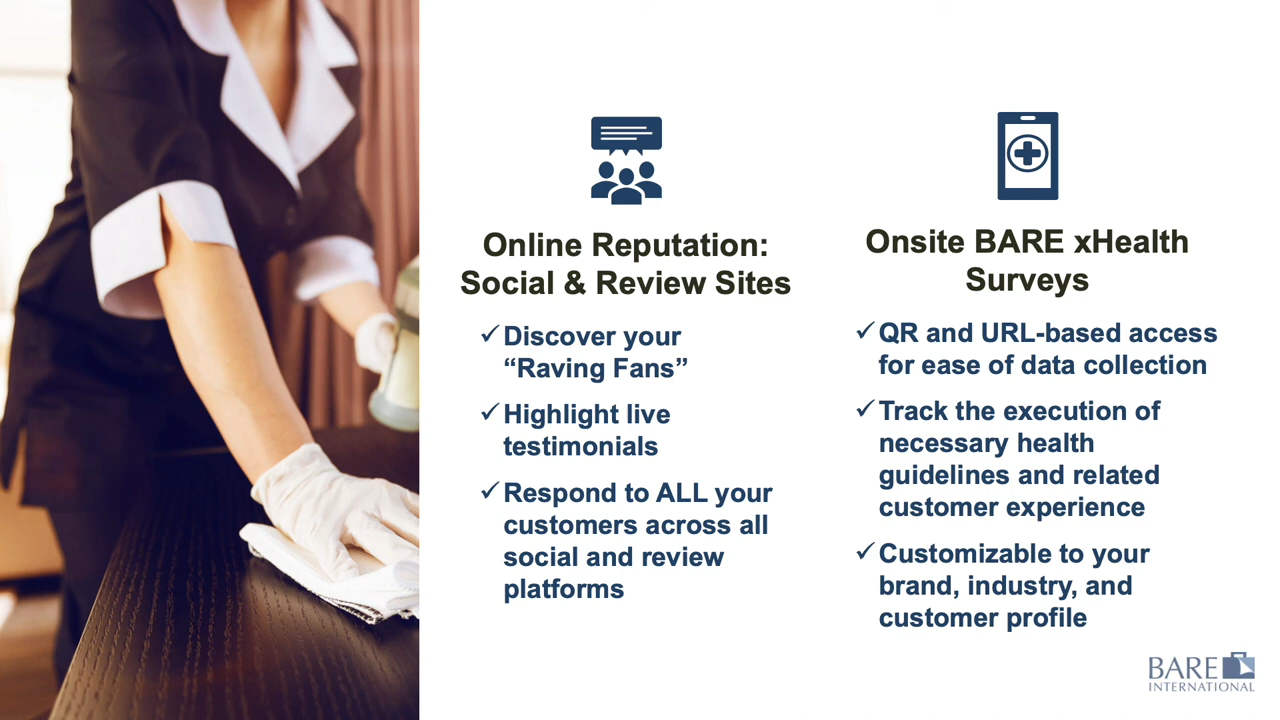 Online Reputation:
Social & Review Sites
✓ Discover your
“Raving Fans”
✓ Highlight live
testimonials
✓ Respond to ALL your
customers across all
social and review
platforms
Onsite BARE xHealth
Surveys
✓ QR and URL-based access
for ease of data collection
✓ Track the execution of
necessary health
guidelines and related
customer experience
✓ Customizable to your
brand, industry, and
customer profile
BARE
INTERNATIONAL